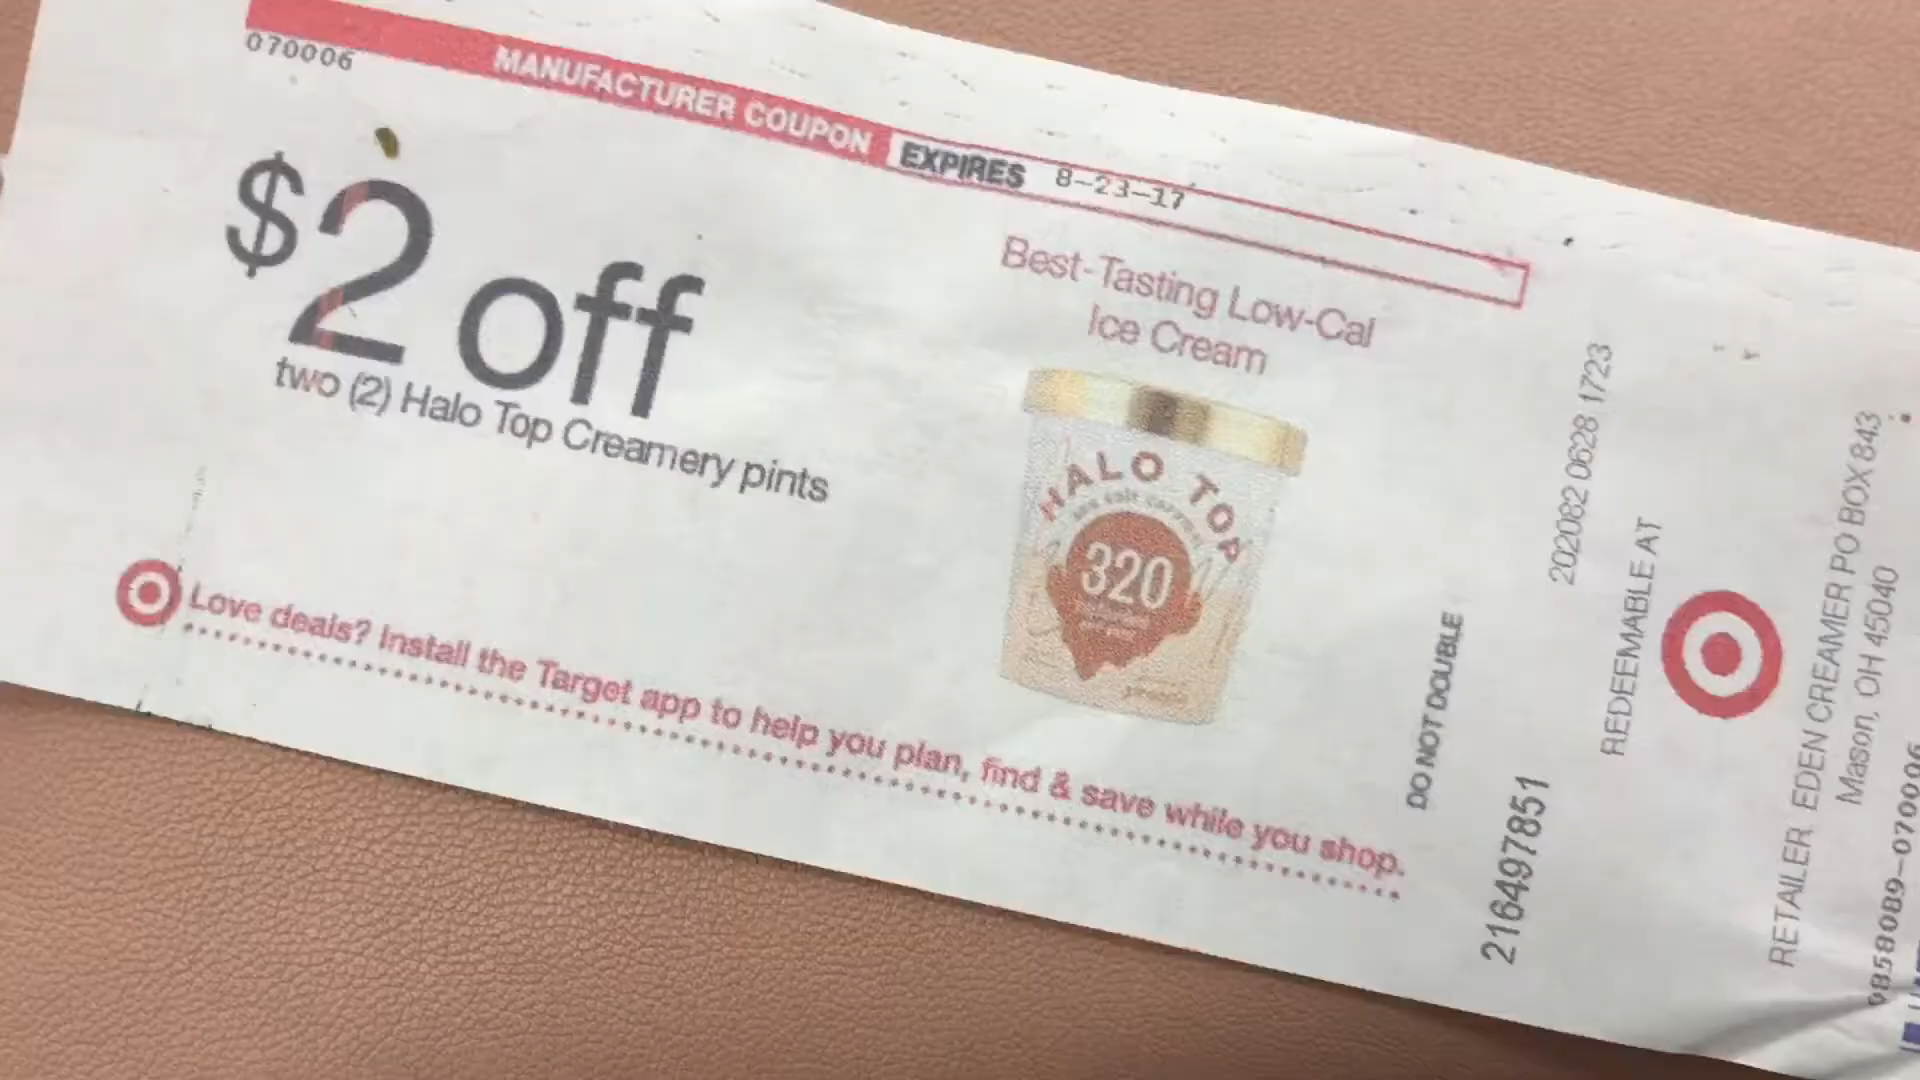 070006
MANUFACTURER COUPON EXPIRES 8-23-17
$2 off
two (2) Halo Top Creamery pints
Best-Tasting Low-Cal
Ice Cream
HALO TOP
sea salt caramel
320
Love deals? Install the Target app to help you plan, find & save while you shop.
DO NOT DOUBLE
216497851
202082 0628 1723
REDEEMABLE AT
RETAILER EDEN CREAMER PO BOX 843
Mason, OH 45040